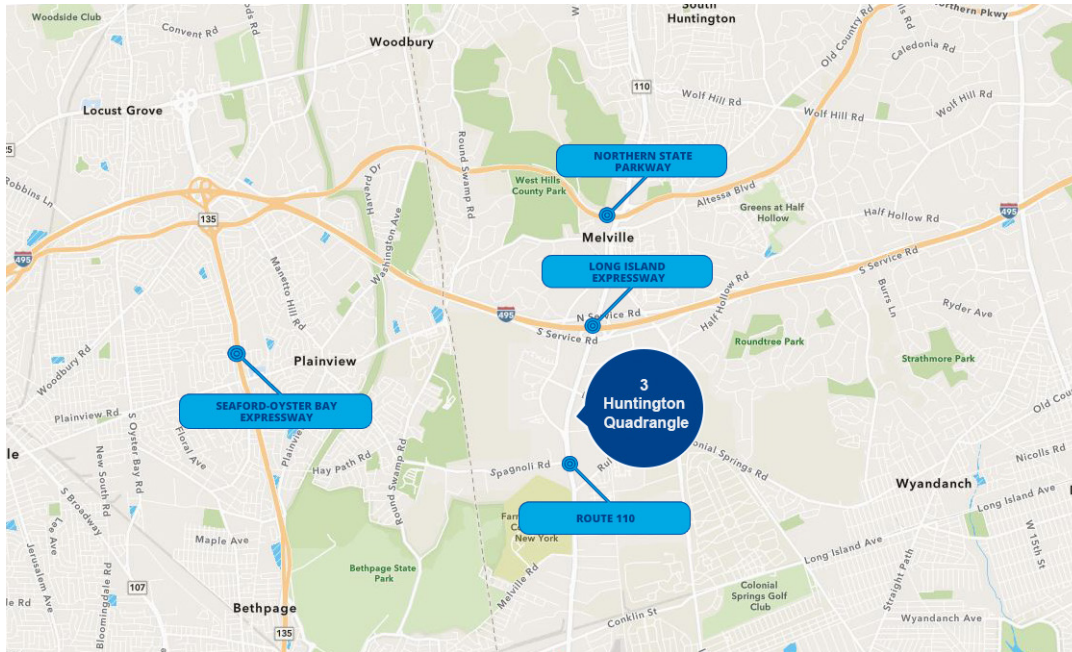 Woodside Club
Convent Rd
Woodbury
South
Huntington
Northern Pkwy
Old Country Rd
Caledonia Rd
110
Wolf Hill Rd
Wolf Hill Rd
Wolf Hill Rd
Locust Grove
Round Swamp Rd
NORTHERN STATE
PARKWAY
West Hills
County Park
Altessa Blvd
Robbins Ln
Harvard Dr
Greens at Half
Hollow
Half Hollow Rd
135
495
Melville
495
Washington Ave
LONG ISLAND
EXPRESSWAY
S Service Rd
Manetto Hill Rd
Half Hollow Rd
Burrs Ln
Ryder Ave
495
N Service Rd
S Service Rd
Roundtree Park
Strathmore Park
Woodbury Rd
Plainview
3
Huntington
Quadrangle
SEAFORD-OYSTER BAY
EXPRESSWAY
Plainview Rd
S Oyster Bay Rd
Floral Ave
New South Rd
Hay Path Rd
Round Swamp Rd
Spagnoli Rd
Nicolls Rd
Wyandanch
S Broadway
Long Island Ave
ROUTE 110
New York
Lee Ave
Maple Ave
Long Island Ave
W 15th St
Jerusalem Ave
Bethpage State
Park
Melville Rd
Straight Path
107
Bloomingdale Rd
Colonial
Springs Golf
Club
Bethpage
Conklin St
Wyandanch Ave
135